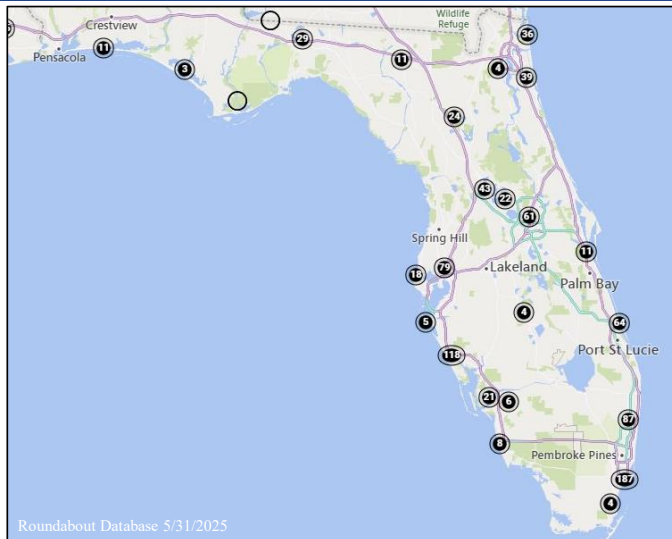 Wildlife
Refuge
Crestview
36
29
11
Pensacola
11
3
4
39
24
43
22
61
Spring Hill
11
79
18
Lakeland
Palm Bay
4
5
64
Port St Lucie
118
21
6
87
8
Pembroke Pines
187
4
Roundabout Database 5/31/2025